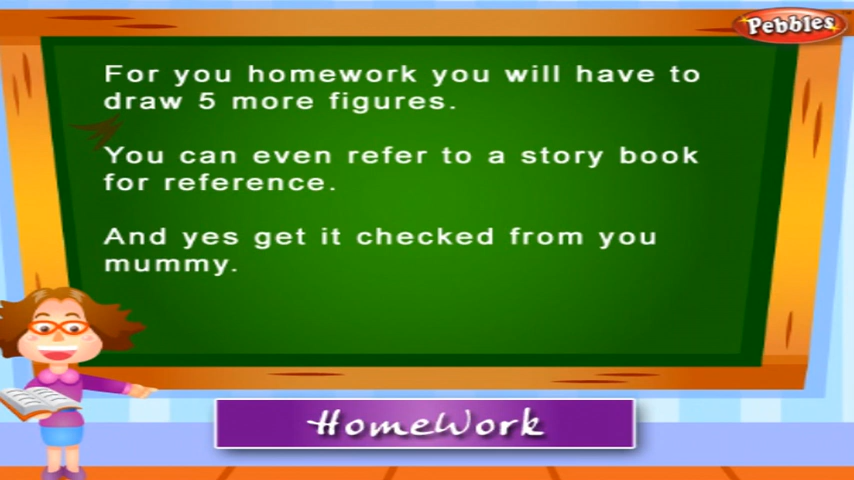 Pebbles
For you homework you will have to
draw 5 more figures.
You can even refer to a story book
for reference.
And yes get it checked from you
mummy.
HomeWork